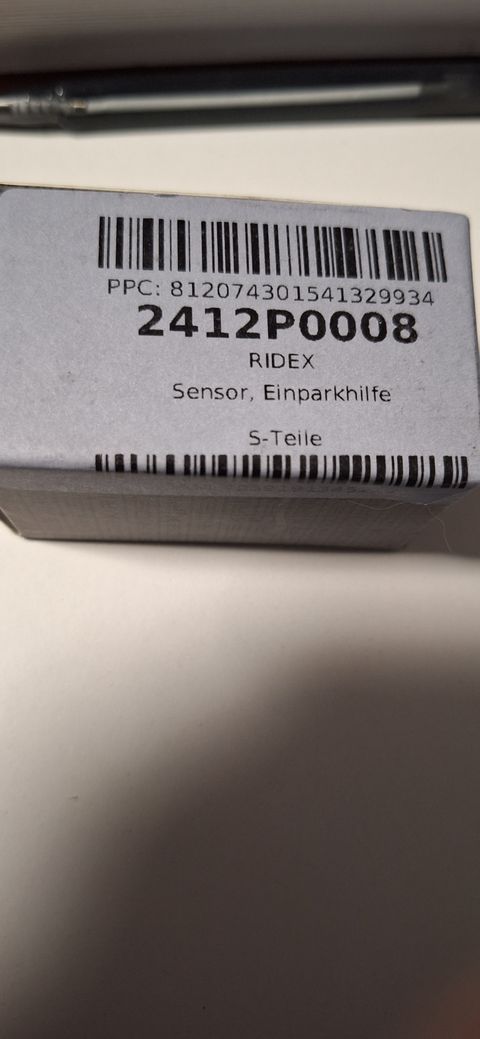 PPC: 812074301541329934
2412P0008
RIDEX
Sensor, Einparkhilfe
S-Teile